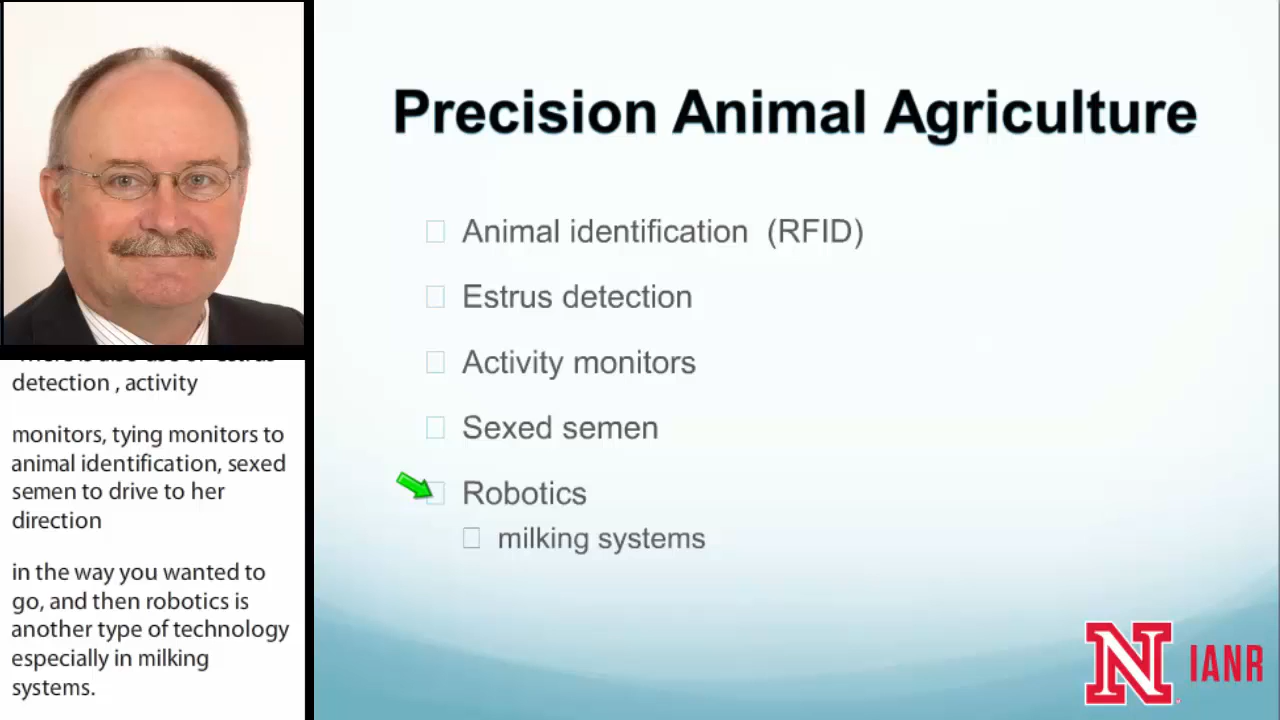 Precision Animal Agriculture
Animal identification (RFID)
Estrus detection
Activity monitors
Sexed semen
Robotics
milking systems
detection , activity
monitors, tying monitors to
animal identification, sexed
semen to drive to her
direction
in the way you wanted to
go, and then robotics is
another type of technology
especially in milking
systems.
N IANR